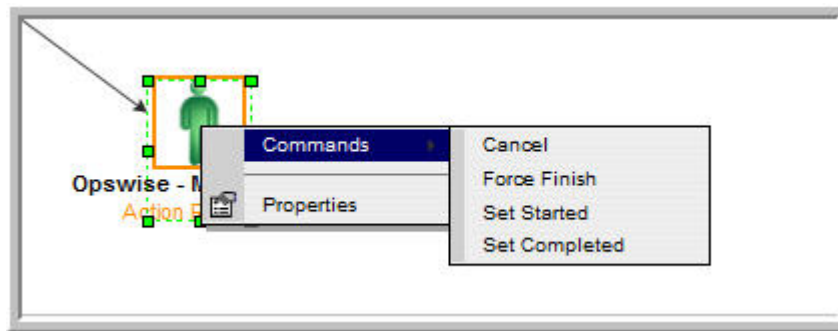 Commands
Cancel
Force Finish
Opswise -
Properties
Set Started
Action
Set Completed